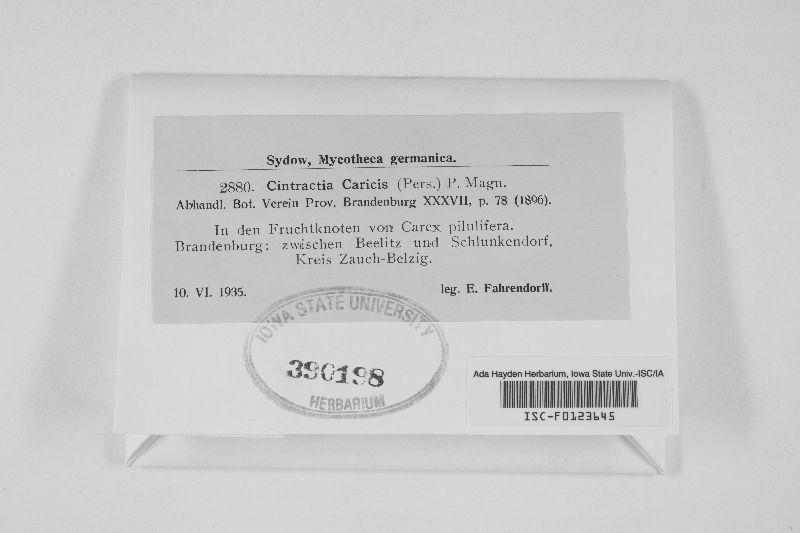 Sydow, Mycotheca germanica.
2880. Cintractia Caricis (Pers.) P. Magn.
Abhandl. Bot. Verein Prov. Brandenburg XXXVII, p. 78 (1896).
In den Fruchtknoten von Carex pilulifera.
Brandenburg: zwischen Beelitz und Schlunkendorf,
Kreis Zauch-Belzig.
10. VI. 1935. leg. E. Fahrendorff.
IOWA STATE UNIVERSITY
390198
HERBARIUM
Ada Hayden Herbarium, Iowa State Univ.-ISC/IA
ISC-F0123645